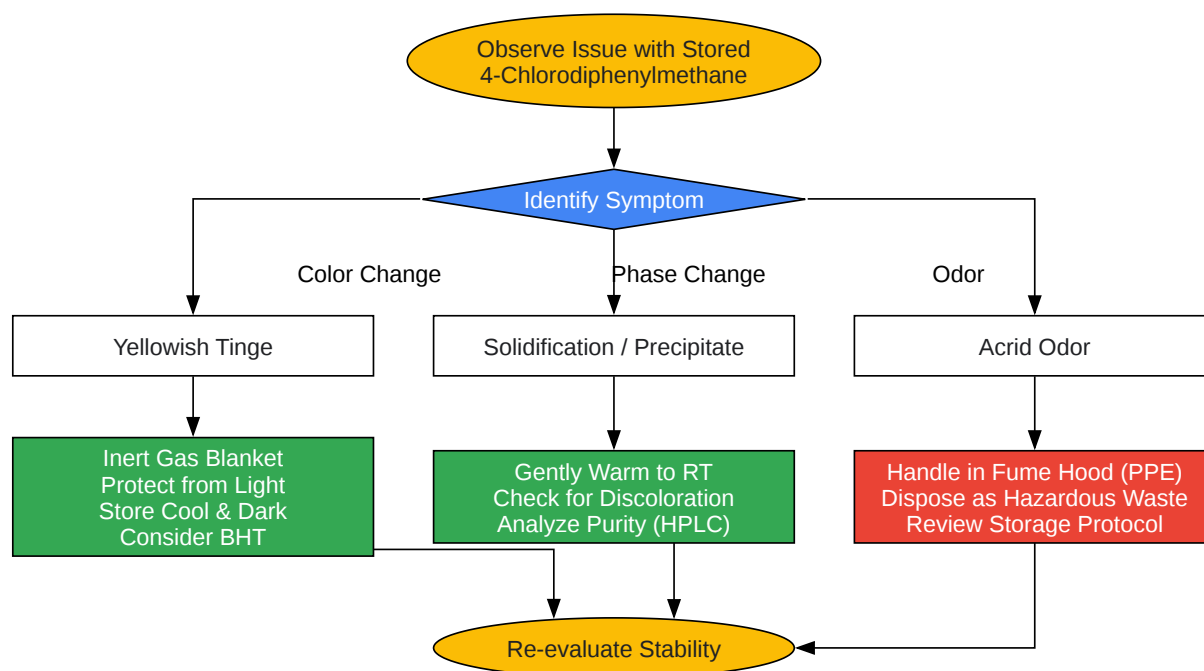 Observe Issue with Stored
4-Chlorodiphenylmethane
Identify Symptom
Color Change
Phase Change
Odor
Yellowish Tinge
Solidification / Precipitate
Acrid Odor
Inert Gas Blanket
Protect from Light
Store Cool & Dark
Consider BHT
Gently Warm to RT
Check for Discoloration
Analyze Purity (HPLC)
Handle in Fume Hood (PPE)
Dispose as Hazardous Waste
Review Storage Protocol
Re-evaluate Stability